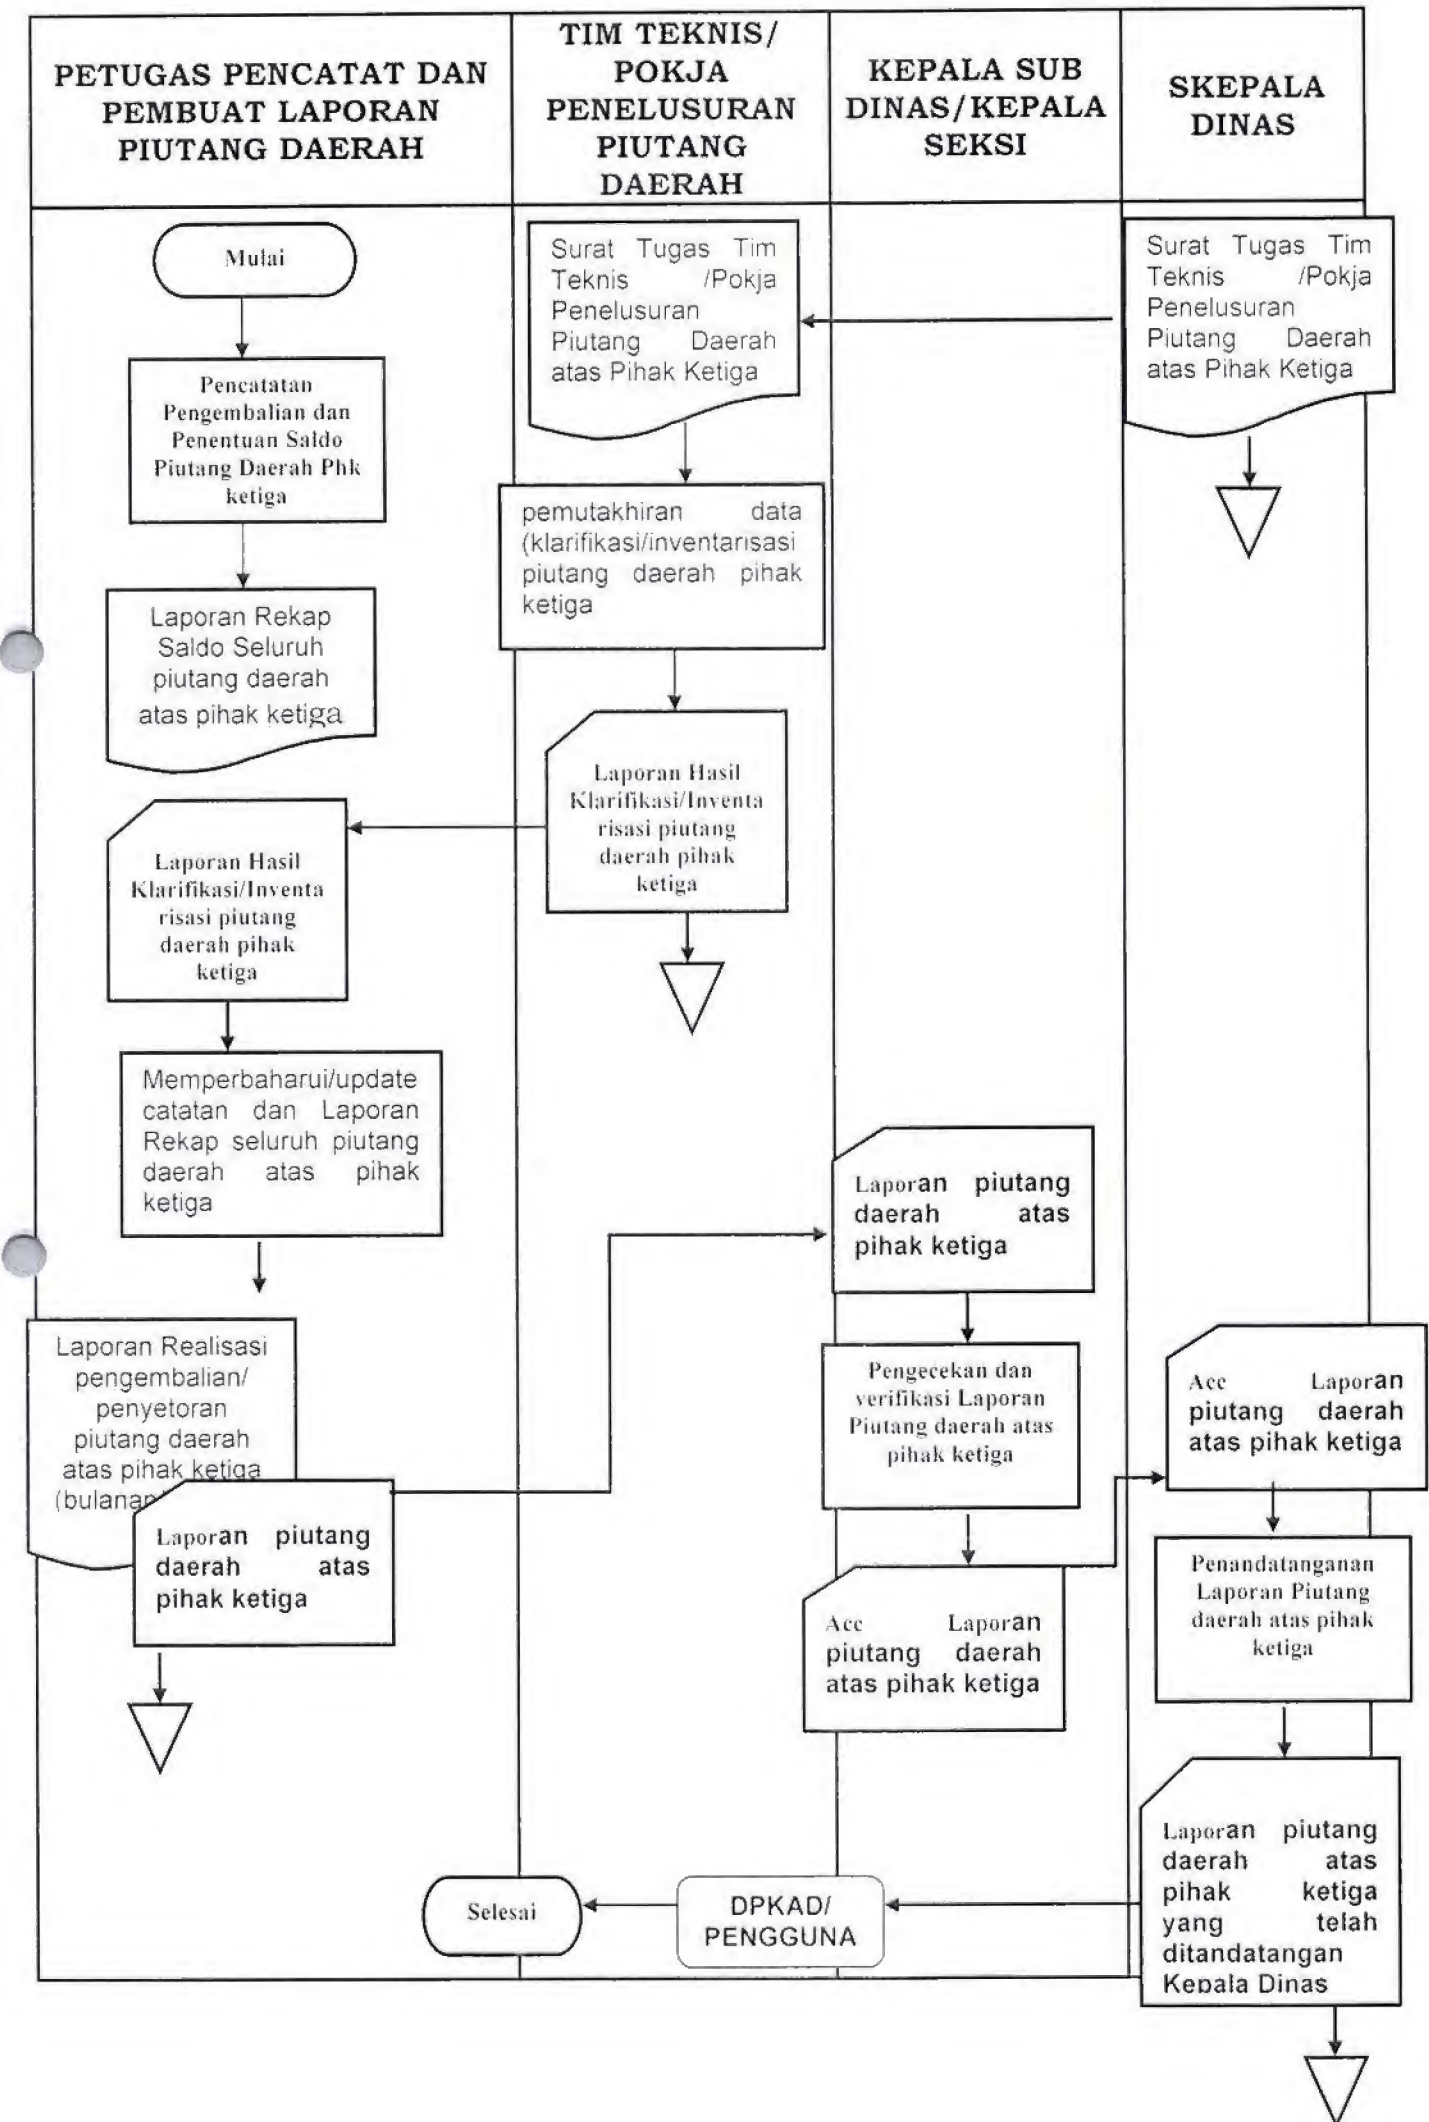 PETUGAS PENCATAT DAN
PEMBUAT LAPORAN
PIUTANG DAERAH
TIM TEKNIS/
POKJA
PENELUSURAN
PIUTANG
DAERAH
KEPALA SUB
DINAS/KEPALA
SEKSI
SKEPALA
DINAS
Mulai
Pencatatan
Pengembalian dan
Penentuan Saldo
Piutang Daerah Phk
ketiga
Laporan Rekap
Saldo Seluruh
piutang daerah
atas pihak ketiga
Laporan Hasil
Klarifikasi/Inventa
risasi piutang
daerah pihak
ketiga
Memperbaharui/update
catatan dan Laporan
Rekap seluruh piutang
daerah atas pihak
ketiga
Laporan Realisasi
pengembalian/
penyetoran
piutang daerah
atas pihak ketiga
(bulanan
Laporan piutang
daerah atas
pihak ketiga
Surat Tugas Tim
Teknis /Pokja
Penelusuran
Piutang Daerah
atas Pihak Ketiga
pemutakhiran data
(klarifikasi/inventarisasi
piutang daerah pihak
ketiga
Laporan Hasil
Klarifikasi/Inventa
risasi piutang
daerah pihak
ketiga
Laporan piutang
daerah atas
pihak ketiga
Pengecekan dan
verifikasi Laporan
Piutang daerah atas
pihak ketiga
Acc Laporan
piutang daerah
atas pihak ketiga
Surat Tugas Tim
Teknis /Pokja
Penelusuran
Piutang Daerah
atas Pihak Ketiga
Acc Laporan
piutang daerah
atas pihak ketiga
Penandatanganan
Laporan Piutang
daerah atas pihak
ketiga
Laporan piutang
daerah atas
pihak ketiga
yang telah
ditandatangan
Kepala Dinas
DPKAD/
PENGGUNA
Selesai